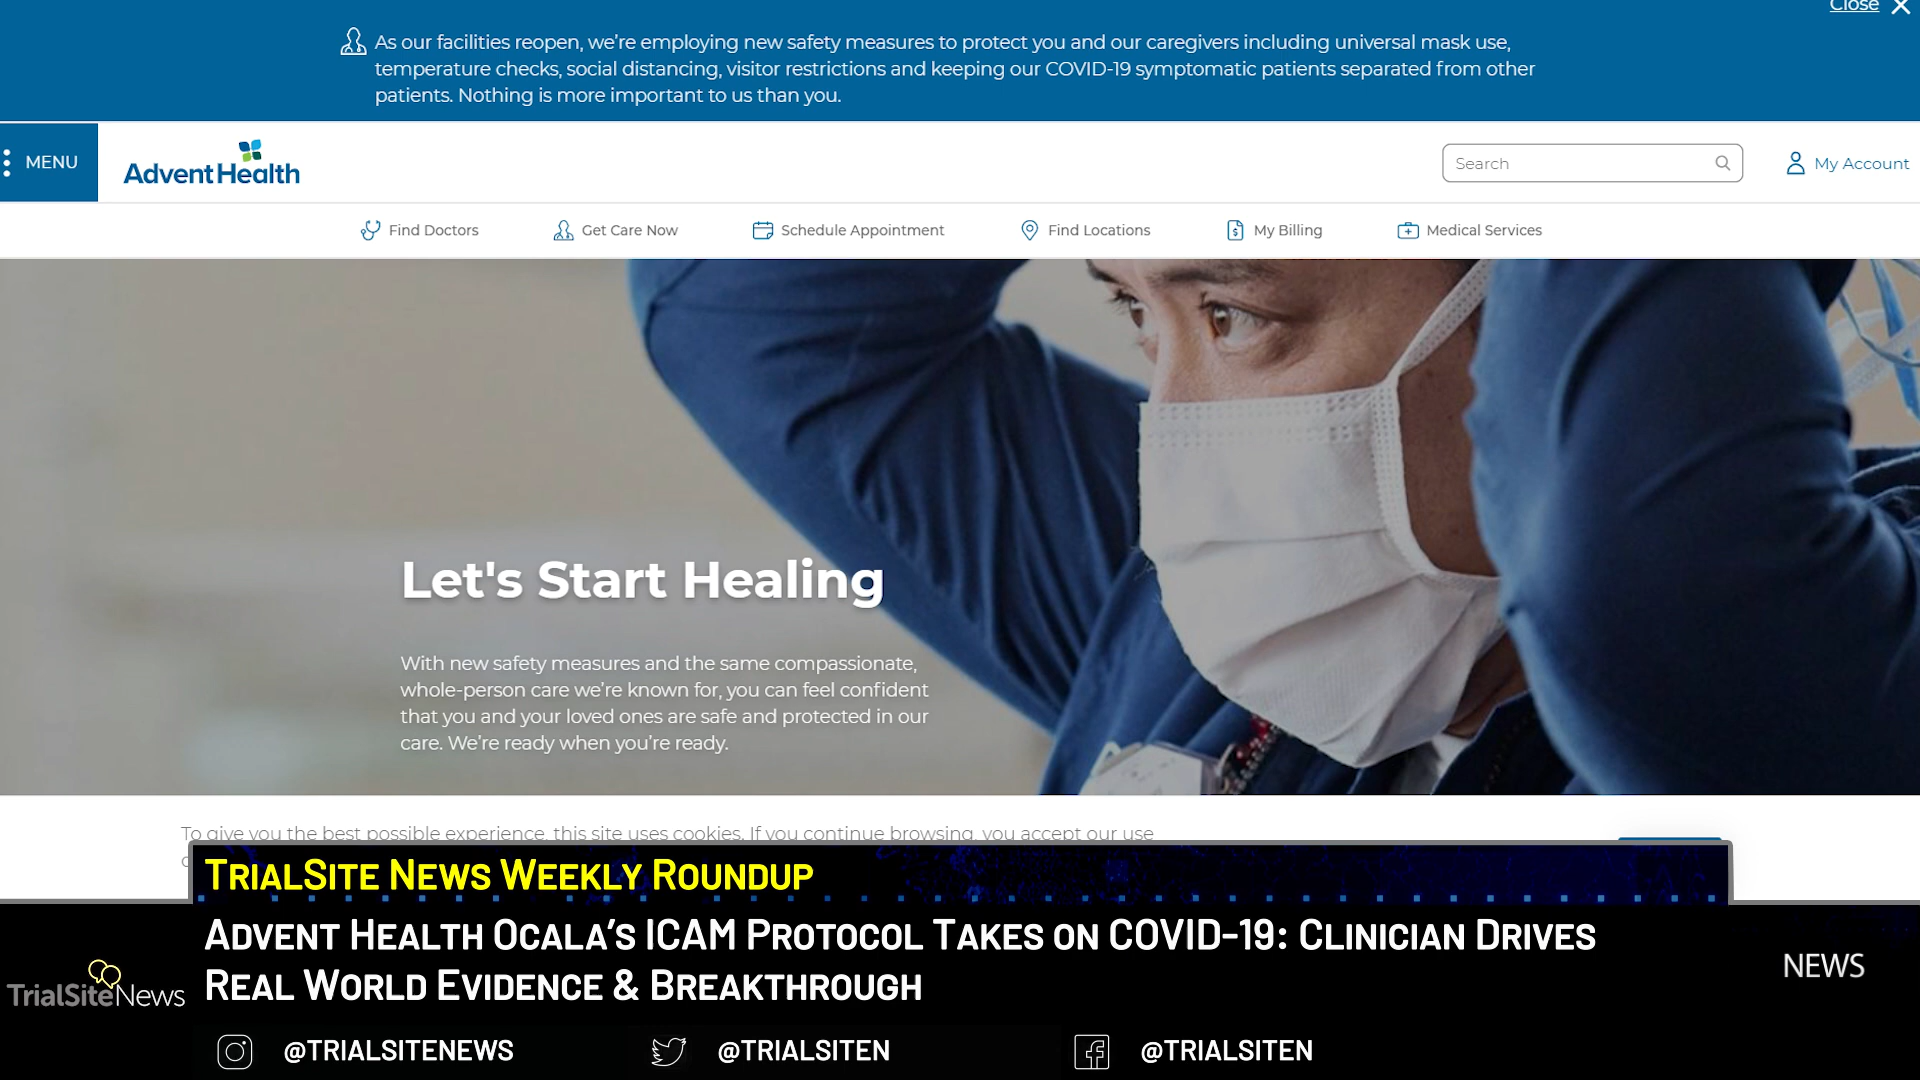 Close
As our facilities reopen, we're employing new safety measures to protect you and our caregivers including universal mask use,
temperature checks, social distancing, visitor restrictions and keeping our COVID-19 symptomatic patients separated from other
patients. Nothing is more important to us than you.
MENU
AdventHealth
Search
My Account
Find Doctors
Get Care Now
Schedule Appointment
Find Locations
My Billing
Medical Services
Let's Start Healing
With new safety measures and the same compassionate,
whole-person care we're known for, you can feel confident
that you and your loved ones are safe and protected in our
care. We're ready when you're ready.
To give you the best possible experience, this site uses cookies. If you continue browsing, you accept our use
TrialSite News Weekly Roundup
Advent Health Ocala's ICAM Protocol Takes on COVID-19: Clinician Drives
Real World Evidence & Breakthrough
TrialSiteNews
NEWS
@TRIALSITENEWS
@TRIALSITEN
@TRIALSITEN